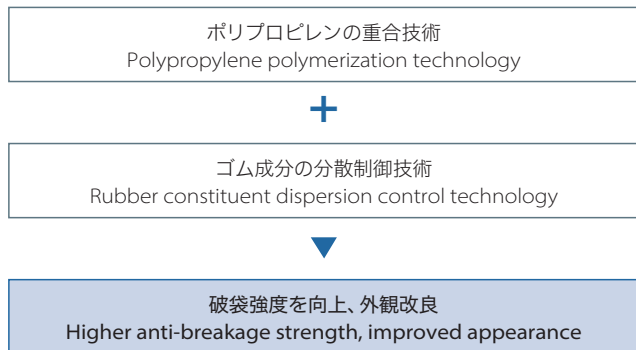 ポリプロピレンの重合技術
Polypropylene polymerization technology
+
ゴム成分の分散制御技術
Rubber constituent dispersion control technology
破袋強度を向上、外観改良
Higher anti-breakage strength, improved appearance